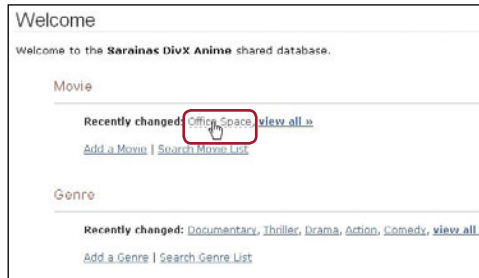 Welcome
Welcome to the Sarainas DivX Anime shared database.
Movie
Recently changed: Office Space, view all »
Add a Movie | Search Movie List
Genre
Recently changed: Documentary, Thriller, Drama, Action, Comedy, view all
Add a Genre | Search Genre List